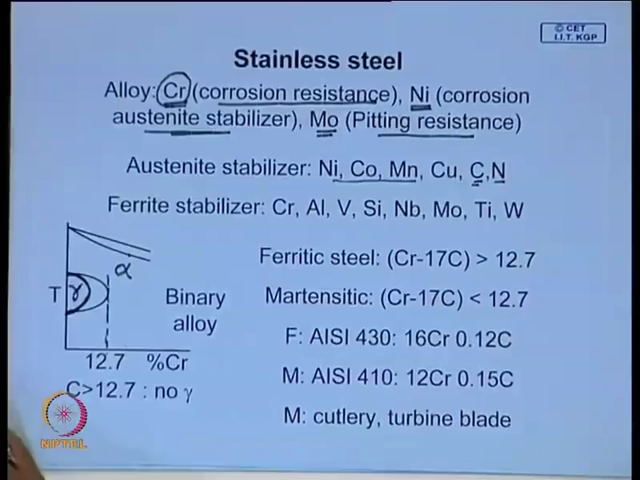 © CET
I.I.T. KGP
Stainless steel
Alloy: Cr (corrosion resistance), Ni (corrosion
austenite stabilizer), Mo (Pitting resistance)
Austenite stabilizer: Ni, Co, Mn, Cu, C,N
Ferrite stabilizer: Cr, Al, V, Si, Nb, Mo, Ti, W
Ferritic steel: (Cr-17C) > 12.7
α
T γ
Binary
alloy
Martensitic: (Cr-17C) < 12.7
F: AISI 430: 16Cr 0.12C
12.7 %Cr
M: AISI 410: 12Cr 0.15C
C>12.7 : no γ
M: cutlery, turbine blade
NPTEL